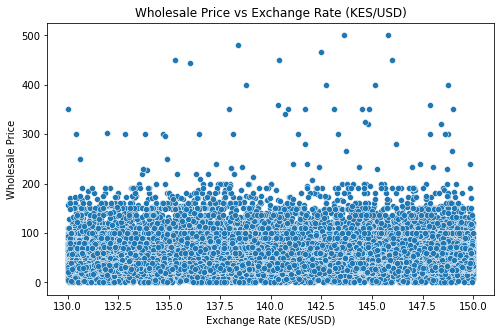 Wholesale Price vs Exchange Rate (KES/USD)
500
400
300
200
100
0
Wholesale Price
130.0 132.5 135.0 137.5 140.0 142.5 145.0 147.5 150.0
Exchange Rate (KES/USD)